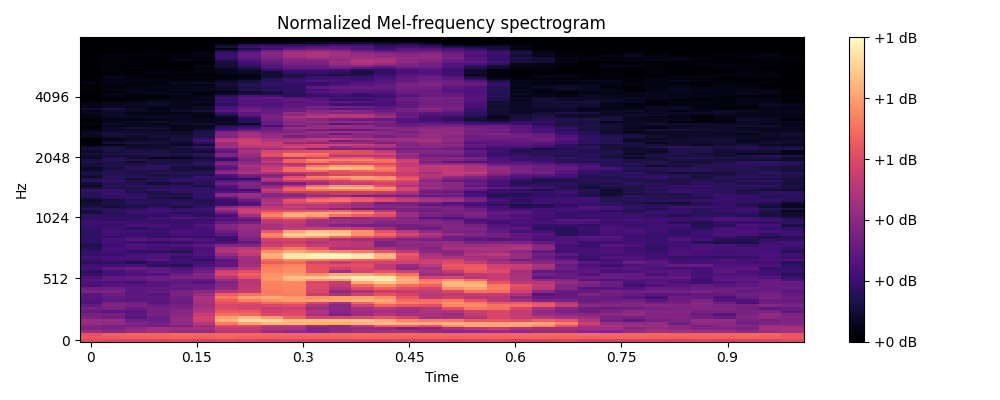 Normalized Mel-frequency spectrogram
Hz
4096
2048
1024
512
0
0 0.15 0.3 0.45 0.6 0.75 0.9
Time
+1 dB
+1 dB
+1 dB
+0 dB
+0 dB
+0 dB